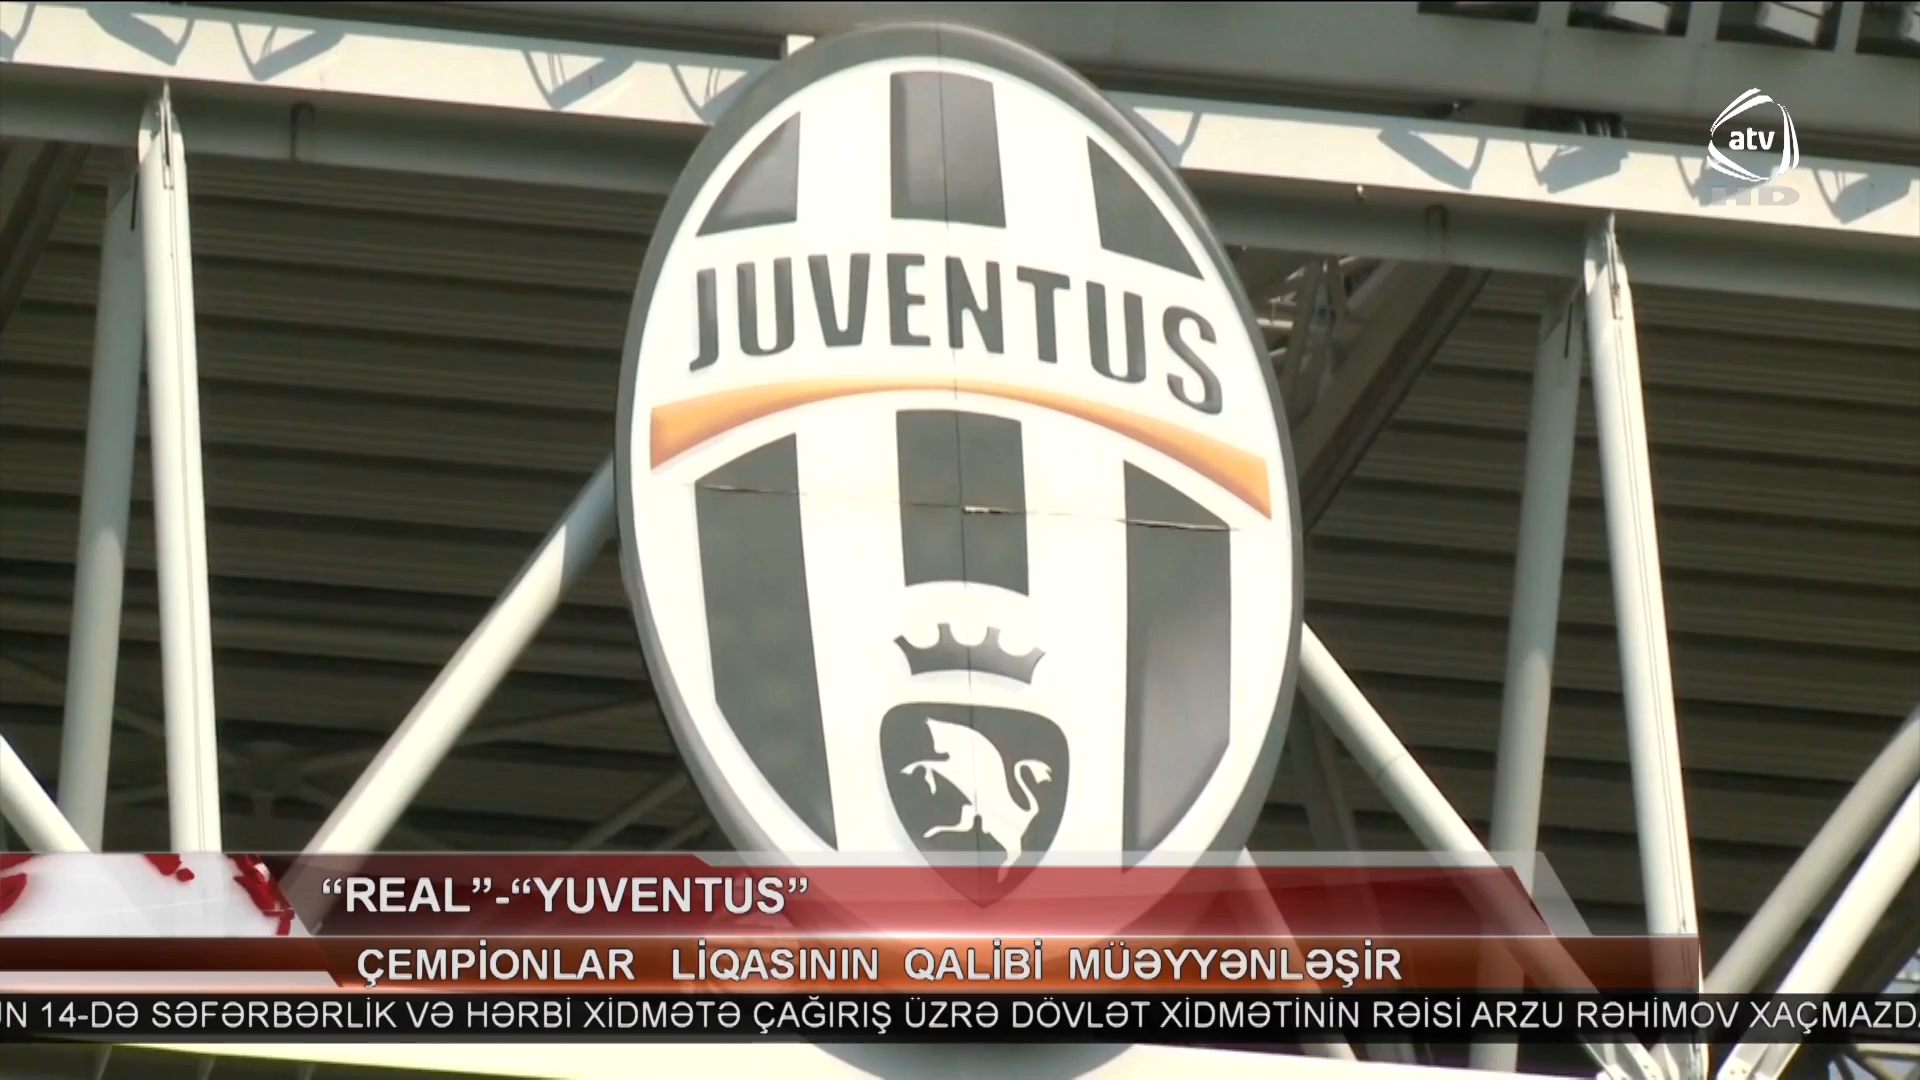 atv
HD
JUVENTUS
“REAL”-“YUVENTUS”
ÇEMPİONLAR LİQASININ QALİBİ MÜƏYYƏNLƏŞİR
14-DƏ SƏFƏRBƏRLİK VƏ HƏRBİ XİDMƏTƏ ÇAĞIRIŞ ÜZRƏ DÖVLƏT XİDMƏTİNİN RƏİSİ ARZU RƏHİMOV XAÇMAZDA